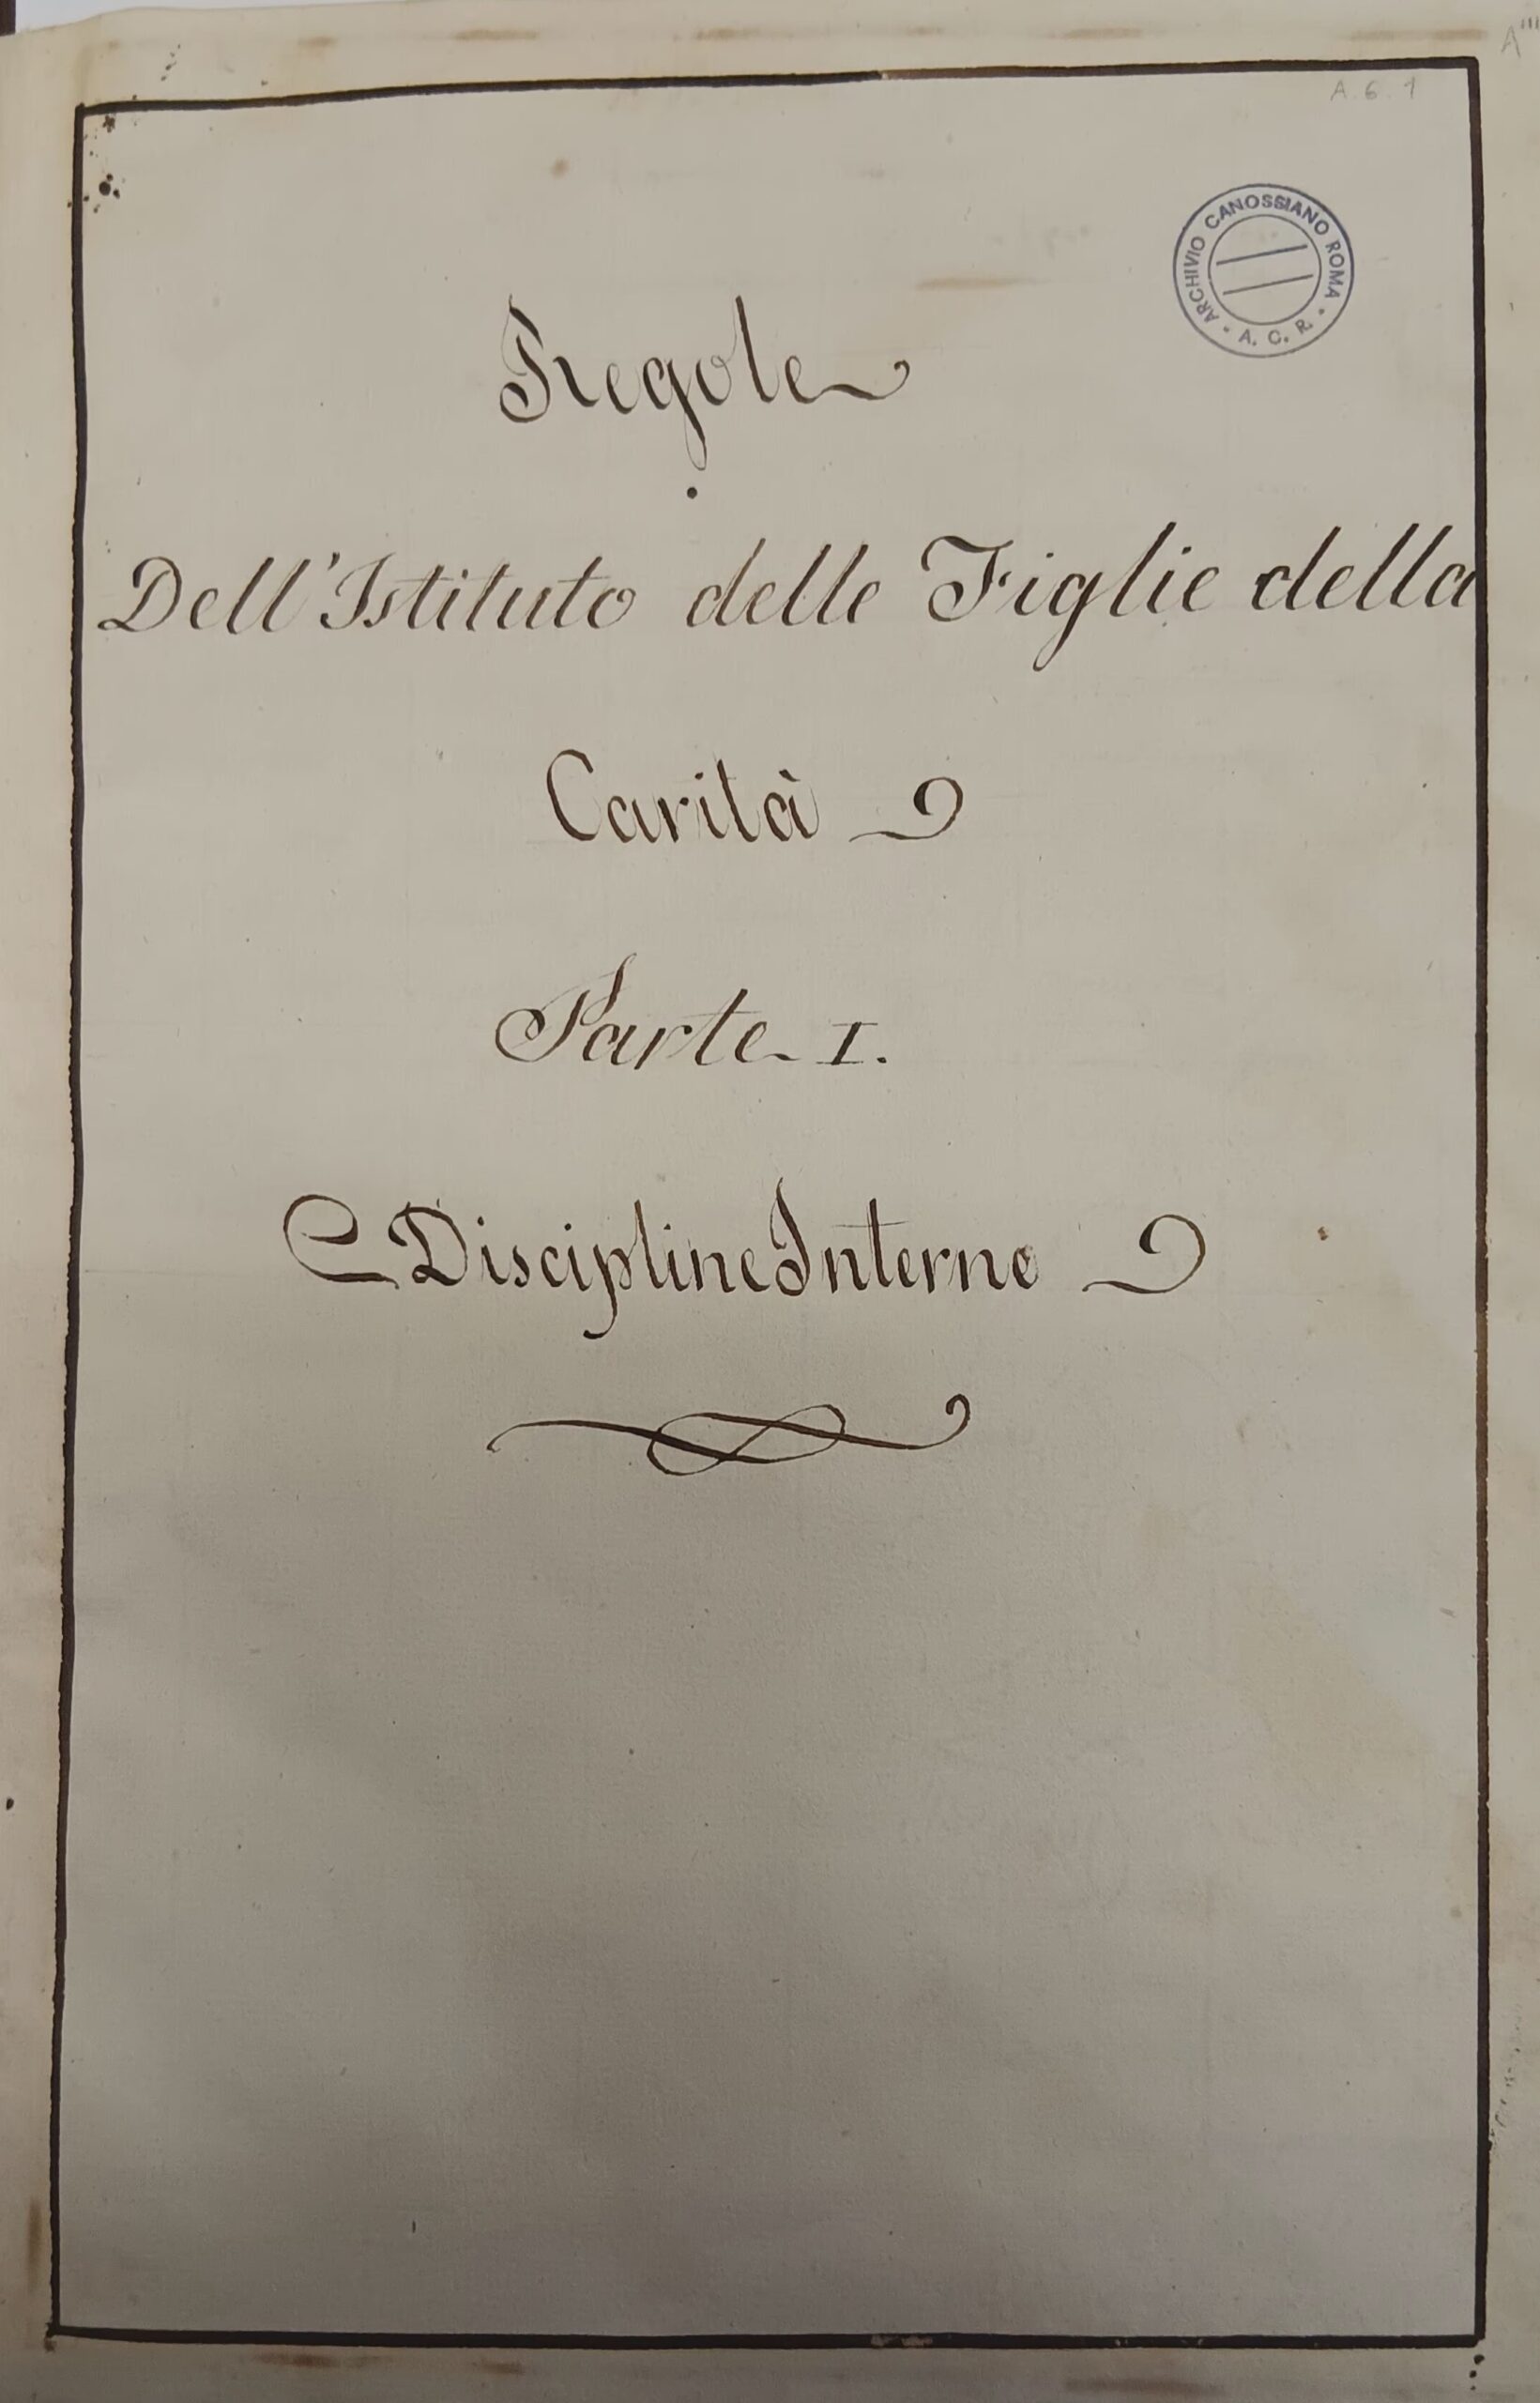 A'''
A. 6. 1
ARCHIVIO CANOSSIANO ROMA
· A. C. R. ·
Regole
Dell'Istituto delle Figlie della
Carità
Parte I.
Discipline Interne